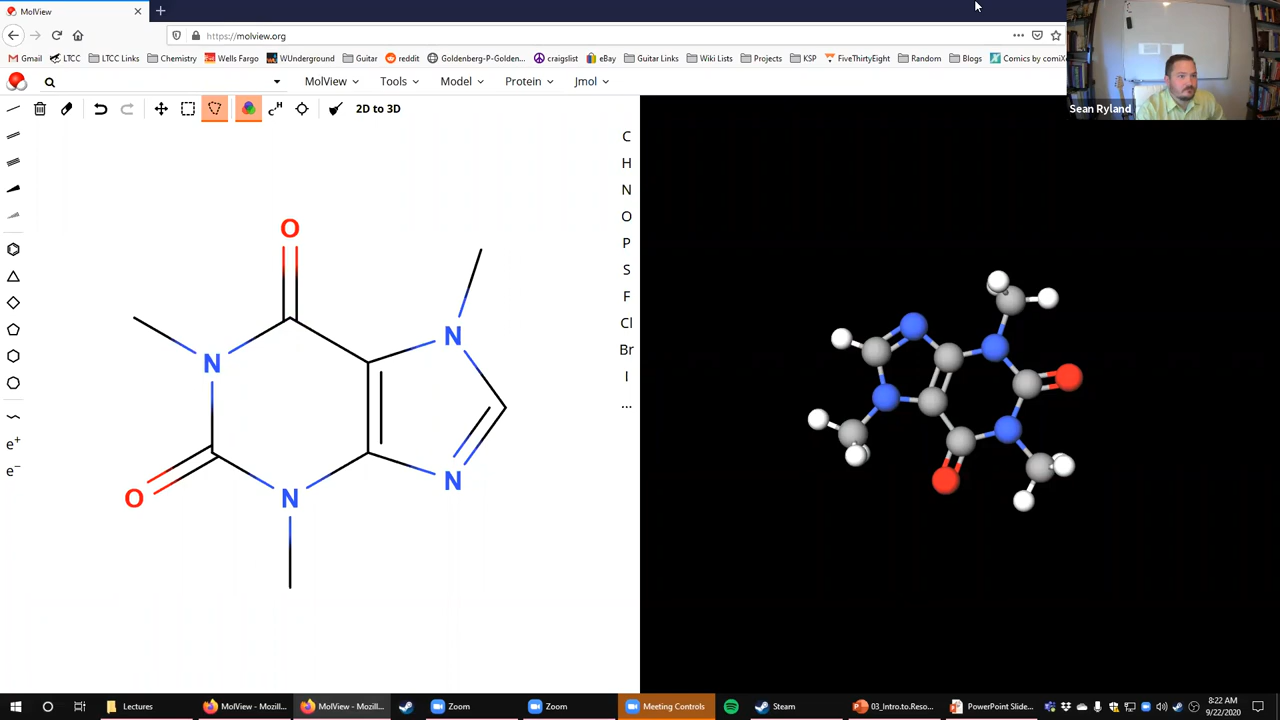 MolView
https://molview.org
Gmail LTCC LTCC Links Chemistry Wells Fargo WUnderground Guitar reddit Goldenberg-P-Golden... craigslist eBay Guitar Links Wiki Lists Projects KSP FiveThirtyEight Random Blogs Comics by comiXo
Sean Ryland
MolView Tools Model Protein Jmol
2D to 3D
C
H
N
O
P
S
F
Cl
Br
I
...
O
N
N
O
N
N
e+
e−
Lectures MolView - Mozill... MolView - Mozill... Zoom Zoom Meeting Controls Steam 03_Intro.to.Reso... PowerPoint Slide...
8:22 AM
9/22/2020